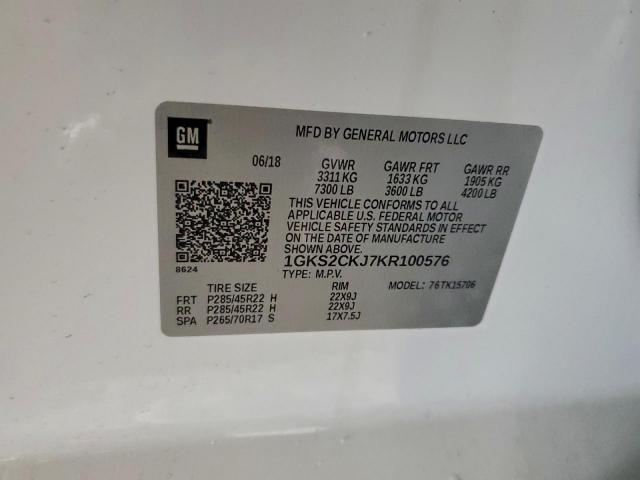 GM
MFD BY GENERAL MOTORS LLC
06/18 GVWR GAWR FRT GAWR RR
3311 KG 1633 KG 1905 KG
7300 LB 3600 LB 4200 LB
THIS VEHICLE CONFORMS TO ALL
APPLICABLE U.S. FEDERAL MOTOR
VEHICLE SAFETY STANDARDS IN EFFECT
ON THE DATE OF MANUFACTURE
SHOWN ABOVE.
8624
1GKS2CKJ7KR100576
TYPE: M.P.V. MODEL: 76TK15706
TIRE SIZE RIM
FRT P285/45R22 H 22X9J
RR P285/45R22 H 22X9J
SPA P265/70R17 S 17X7.5J